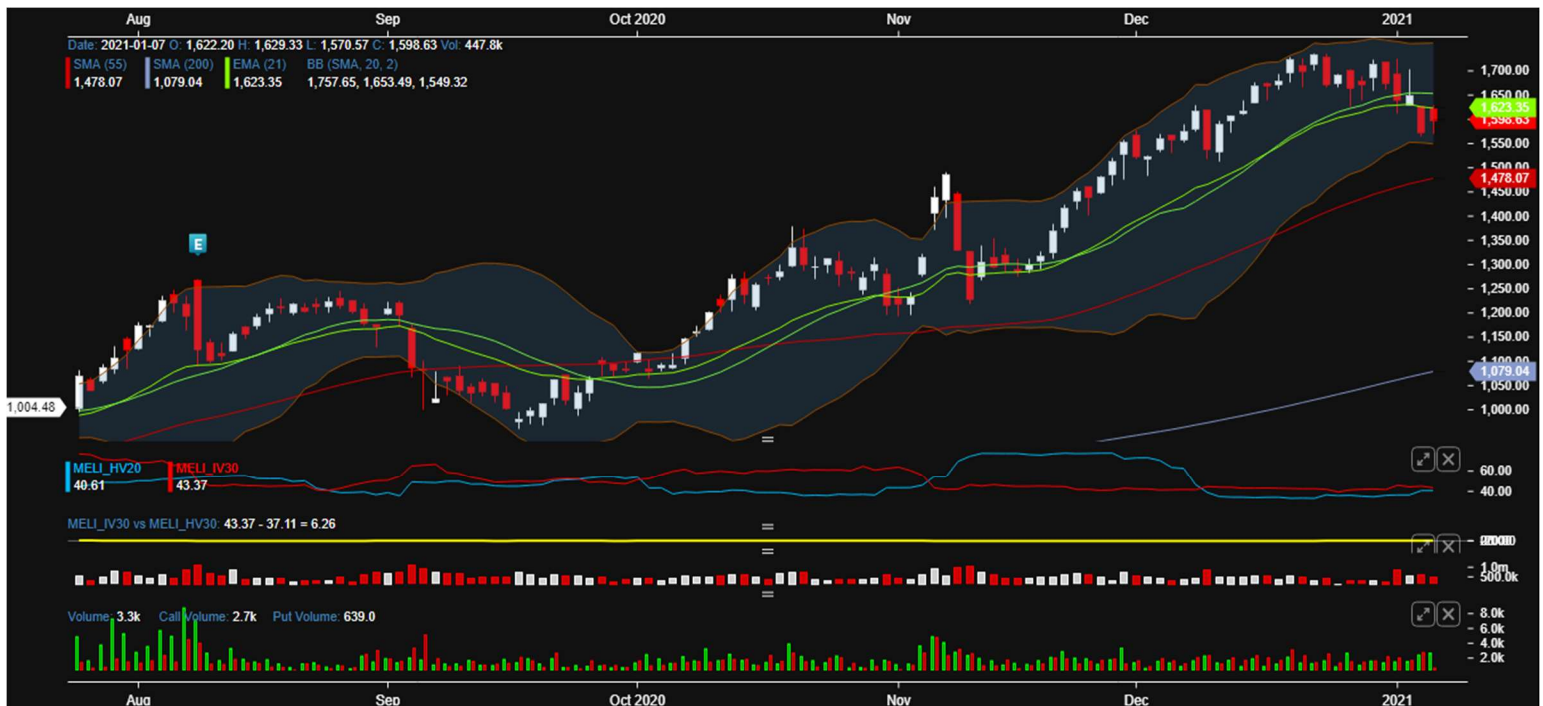 Aug Sep Oct 2020 Nov Dec 2021
Date: 2021-01-07 O: 1,622.20 H: 1,629.33 L: 1,570.57 C: 1,598.63 Vol: 447.8k
SMA (55) SMA (200) EMA (21) BB (SMA, 20, 2)
1,478.07 1,079.04 1,623.35 1,757.65, 1,653.49, 1,549.32
1,700.00
1,650.00
1,623.35
1,598.63
1,550.00
1,500.00
1,478.07
1,450.00
1,400.00
1,350.00
E
1,300.00
1,250.00
1,200.00
1,150.00
1,100.00
1,079.04
1,050.00
1,004.48
1,000.00
MELI_HV20 MELI_IV30
40.61 43.37
60.00
40.00
MELI_IV30 vs MELI_HV30: 43.37 - 37.11 = 6.26
1.0m
500.0k
Volume: 3.3k Call Volume: 2.7k Put Volume: 639.0
8.0k
6.0k
4.0k
2.0k
Aug Sep Oct 2020 Nov Dec 2021